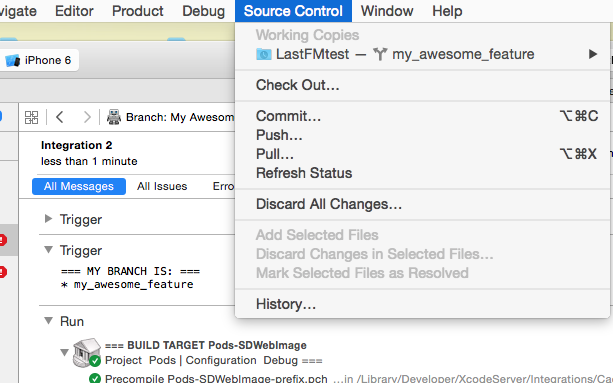 vigate Editor Product Debug Source Control Window Help
Working Copies
LastFMtest — my_awesome_feature
iPhone 6
Check Out...
Branch: My Awesom
Commit... ⌥⌘C
Push...
Integration 2
Pull... ⌥⌘X
less than 1 minute
Refresh Status
All Messages All Issues Erro
Discard All Changes...
Trigger
Add Selected Files
Trigger
Discard Changes in Selected Files...
=== MY BRANCH IS: ===
Mark Selected Files as Resolved
* my_awesome_feature
History...
Run
=== BUILD TARGET Pods-SDWebImage
Project Pods | Configuration Debug ===
Precompile Pods-SDWebImage-prefix.pch ...in /Library/Developer/XcodeServer/Integrations/Ca